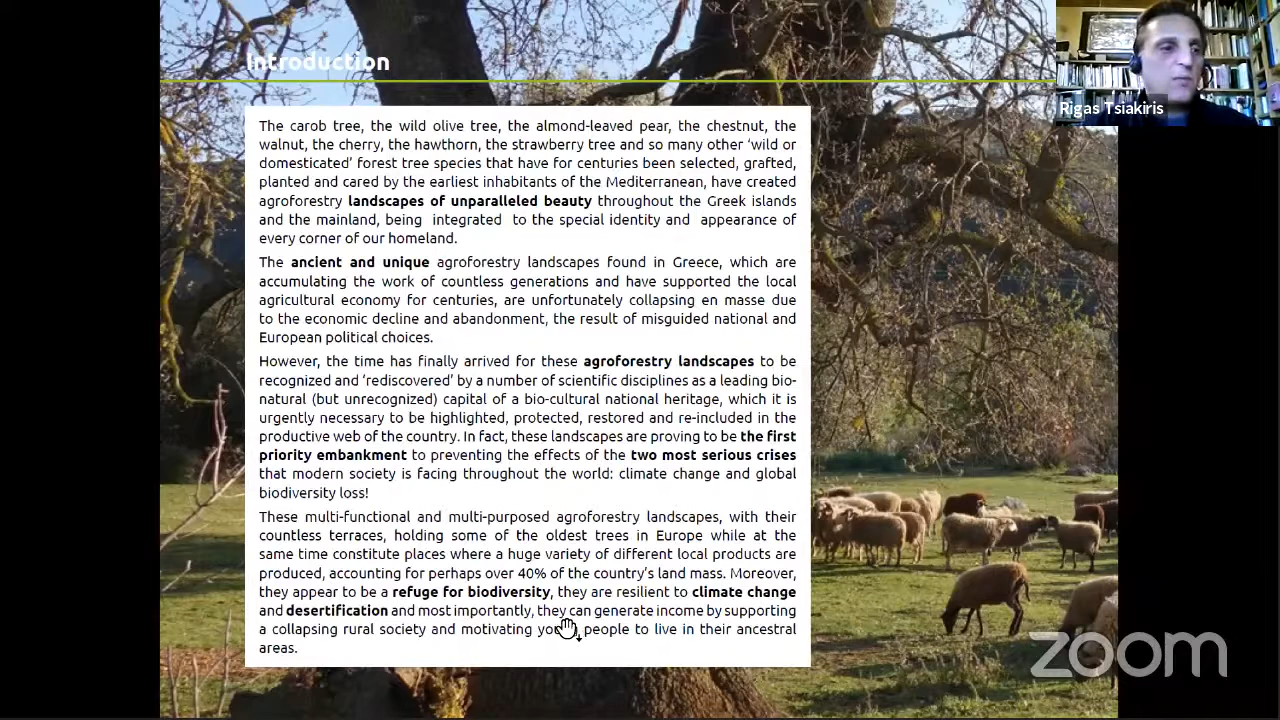 Introduction
Rigas Tsiakiris
The carob tree, the wild olive tree, the almond-leaved pear, the chestnut, the
walnut, the cherry, the hawthorn, the strawberry tree and so many other ‘wild or
domesticated’ forest tree species that have for centuries been selected, grafted,
planted and cared by the earliest inhabitants of the Mediterranean, have created
agroforestry landscapes of unparalleled beauty throughout the Greek islands
and the mainland, being integrated to the special identity and appearance of
every corner of our homeland.
The ancient and unique agroforestry landscapes found in Greece, which are
accumulating the work of countless generations and have supported the local
agricultural economy for centuries, are unfortunately collapsing en masse due
to the economic decline and abandonment, the result of misguided national and
European political choices.
However, the time has finally arrived for these agroforestry landscapes to be
recognized and ‘rediscovered’ by a number of scientific disciplines as a leading bio-
natural (but unrecognized) capital of a bio-cultural national heritage, which it is
urgently necessary to be highlighted, protected, restored and re-included in the
productive web of the country. In fact, these landscapes are proving to be the first
priority embankment to preventing the effects of the two most serious crises
that modern society is facing throughout the world: climate change and global
biodiversity loss!
These multi-functional and multi-purposed agroforestry landscapes, with their
countless terraces, holding some of the oldest trees in Europe while at the
same time constitute places where a huge variety of different local products are
produced, accounting for perhaps over 40% of the country’s land mass. Moreover,
they appear to be a refuge for biodiversity, they are resilient to climate change
and desertification and most importantly, they can generate income by supporting
a collapsing rural society and motivating people to live in their ancestral
areas.
zoom